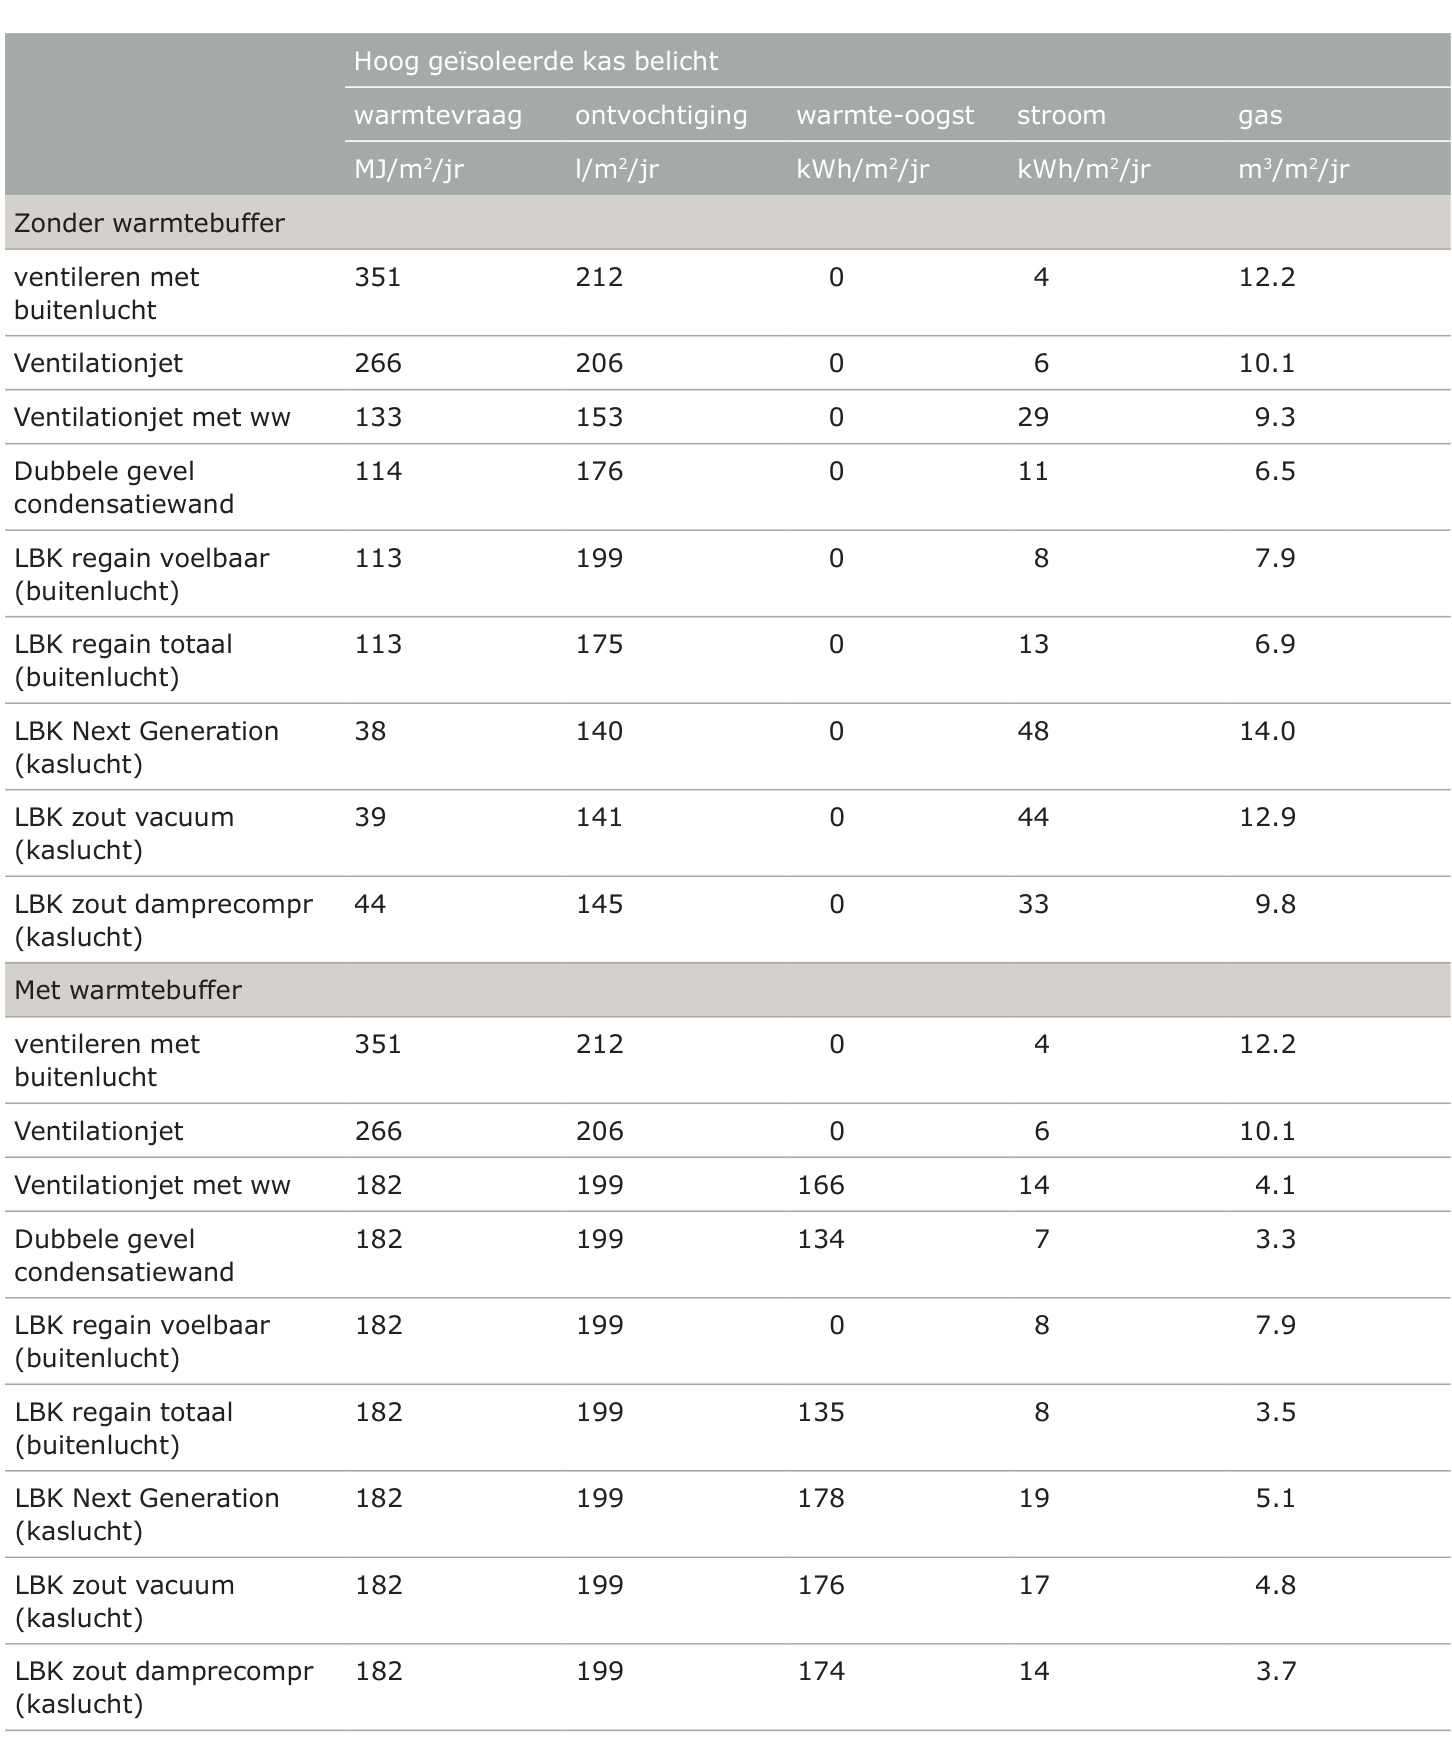 Hoog geïsoleerde kas belicht
warmtevraag ontvochtiging warmte-oogst stroom gas
MJ/m²/jr l/m²/jr kWh/m²/jr kWh/m²/jr m³/m²/jr
Zonder warmtebuffer
ventileren met 351 212 0 4 12.2
buitenlucht
Ventilationjet 266 206 0 6 10.1
Ventilationjet met ww 133 153 0 29 9.3
Dubbele gevel 114 176 0 11 6.5
condensatiewand
LBK regain voelbaar 113 199 0 8 7.9
(buitenlucht)
LBK regain totaal 113 175 0 13 6.9
(buitenlucht)
LBK Next Generation 38 140 0 48 14.0
(kaslucht)
LBK zout vacuum 39 141 0 44 12.9
(kaslucht)
LBK zout damprecompr 44 145 0 33 9.8
(kaslucht)
Met warmtebuffer
ventileren met 351 212 0 4 12.2
buitenlucht
Ventilationjet 266 206 0 6 10.1
Ventilationjet met ww 182 199 166 14 4.1
Dubbele gevel 182 199 134 7 3.3
condensatiewand
LBK regain voelbaar 182 199 0 8 7.9
(buitenlucht)
LBK regain totaal 182 199 135 8 3.5
(buitenlucht)
LBK Next Generation 182 199 178 19 5.1
(kaslucht)
LBK zout vacuum 182 199 176 17 4.8
(kaslucht)
LBK zout damprecompr 182 199 174 14 3.7
(kaslucht)